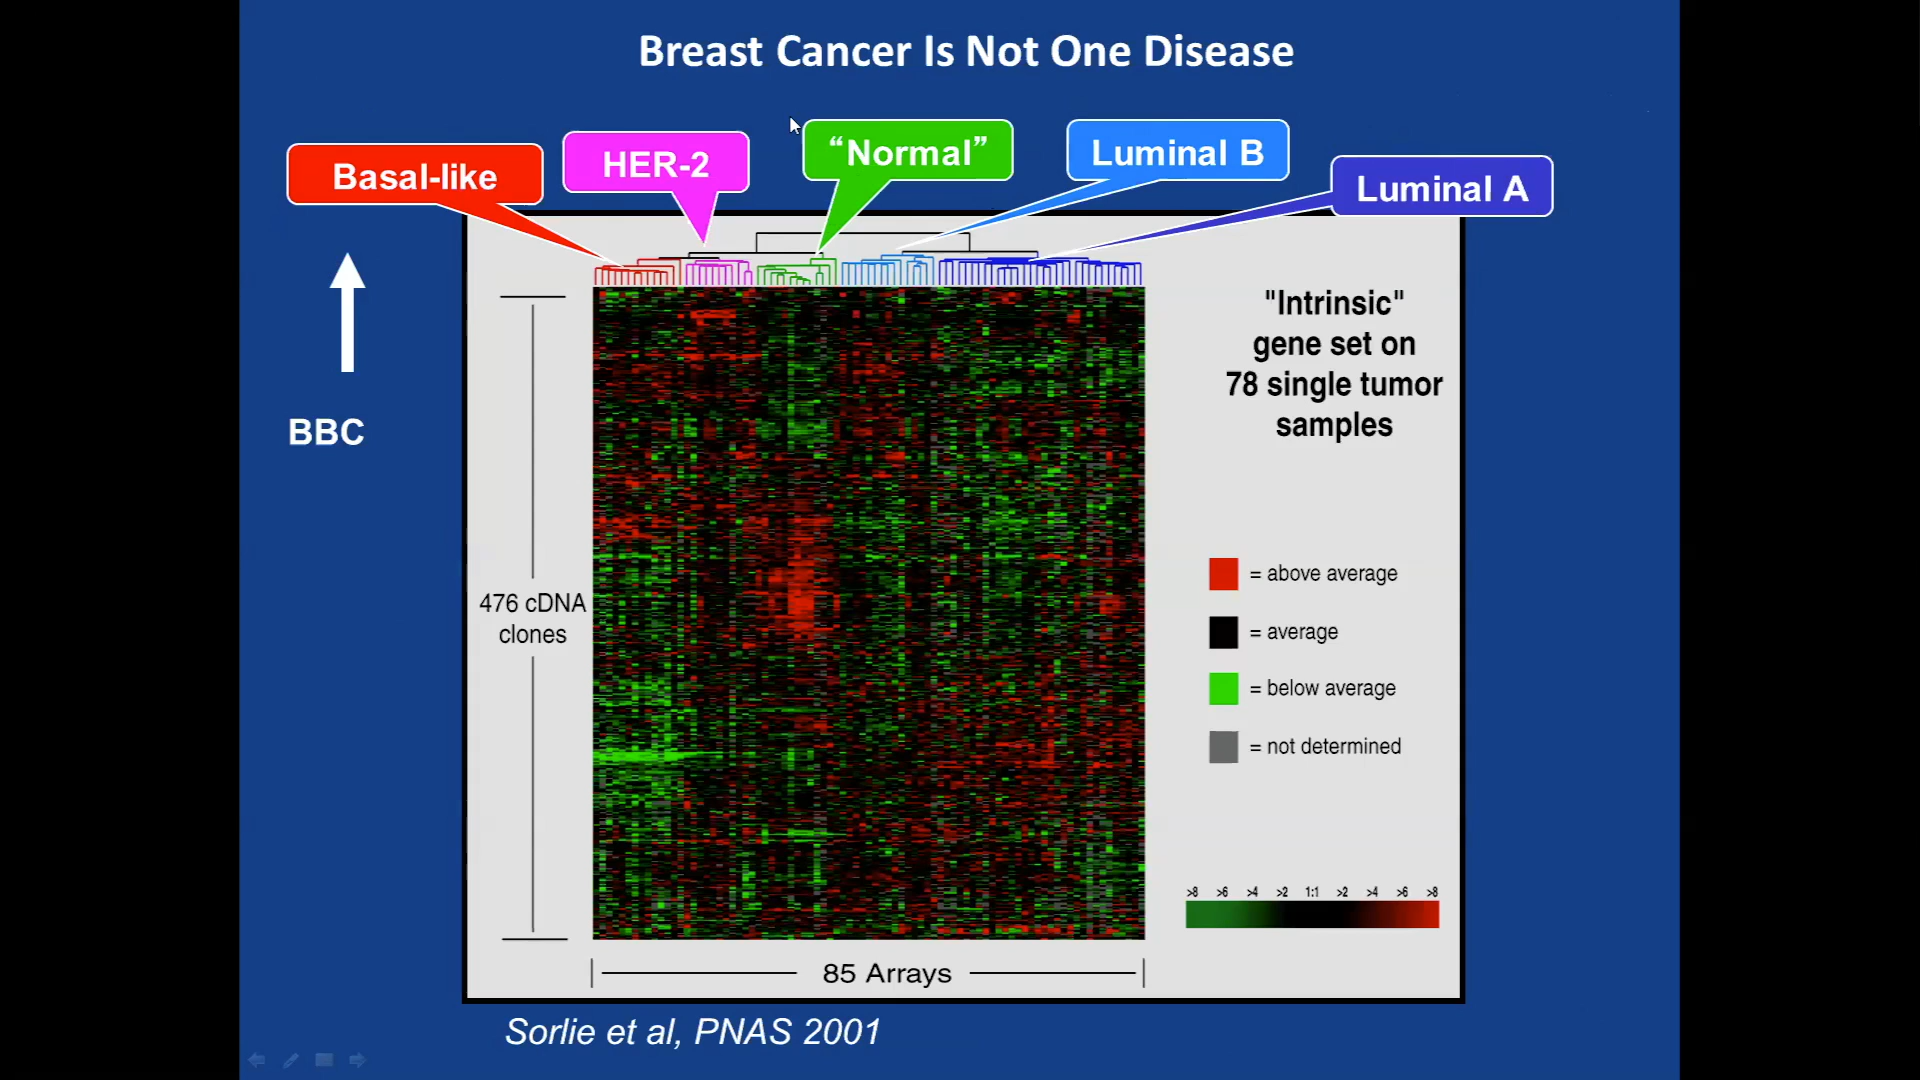 Breast Cancer Is Not One Disease
Basal-like
HER-2
“Normal”
Luminal B
Luminal A
BBC
"Intrinsic"
gene set on
78 single tumor
samples
476 cDNA
clones
= above average
= average
= below average
= not determined
>8 >6 >4 >2 1:1 >2 >4 >6 >8
85 Arrays
Sorlie et al, PNAS 2001